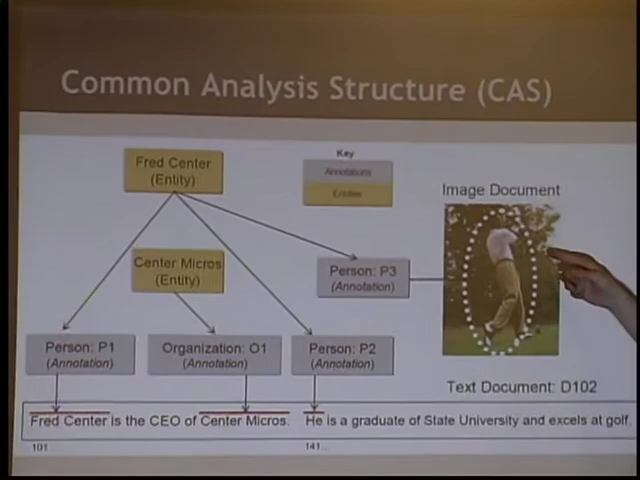 Common Analysis Structure (CAS)
Fred Center
(Entity)
Key
Annotations
Entities
Image Document
Center Micros
(Entity)
Person: P3
(Annotation)
Person: P1
(Annotation)
Organization: O1
(Annotation)
Person: P2
(Annotation)
Text Document: D102
Fred Center is the CEO of Center Micros. He is a graduate of State University and excels at golf.
101 141...